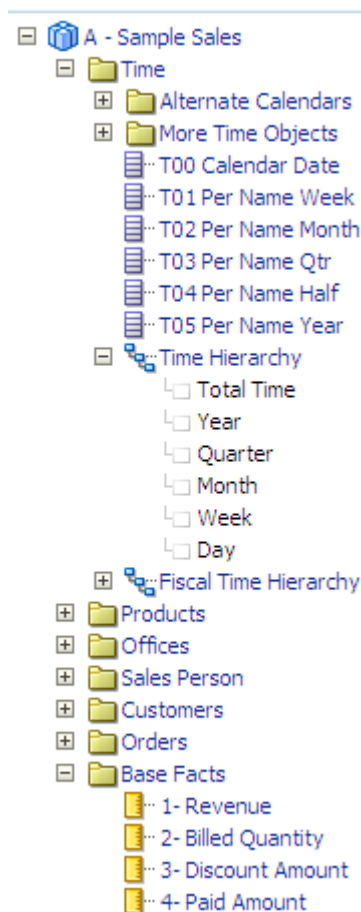 A - Sample Sales
Time
Alternate Calendars
More Time Objects
T00 Calendar Date
T01 Per Name Week
T02 Per Name Month
T03 Per Name Qtr
T04 Per Name Half
T05 Per Name Year
Time Hierarchy
Total Time
Year
Quarter
Month
Week
Day
Fiscal Time Hierarchy
Products
Offices
Sales Person
Customers
Orders
Base Facts
1- Revenue
2- Billed Quantity
3- Discount Amount
4- Paid Amount